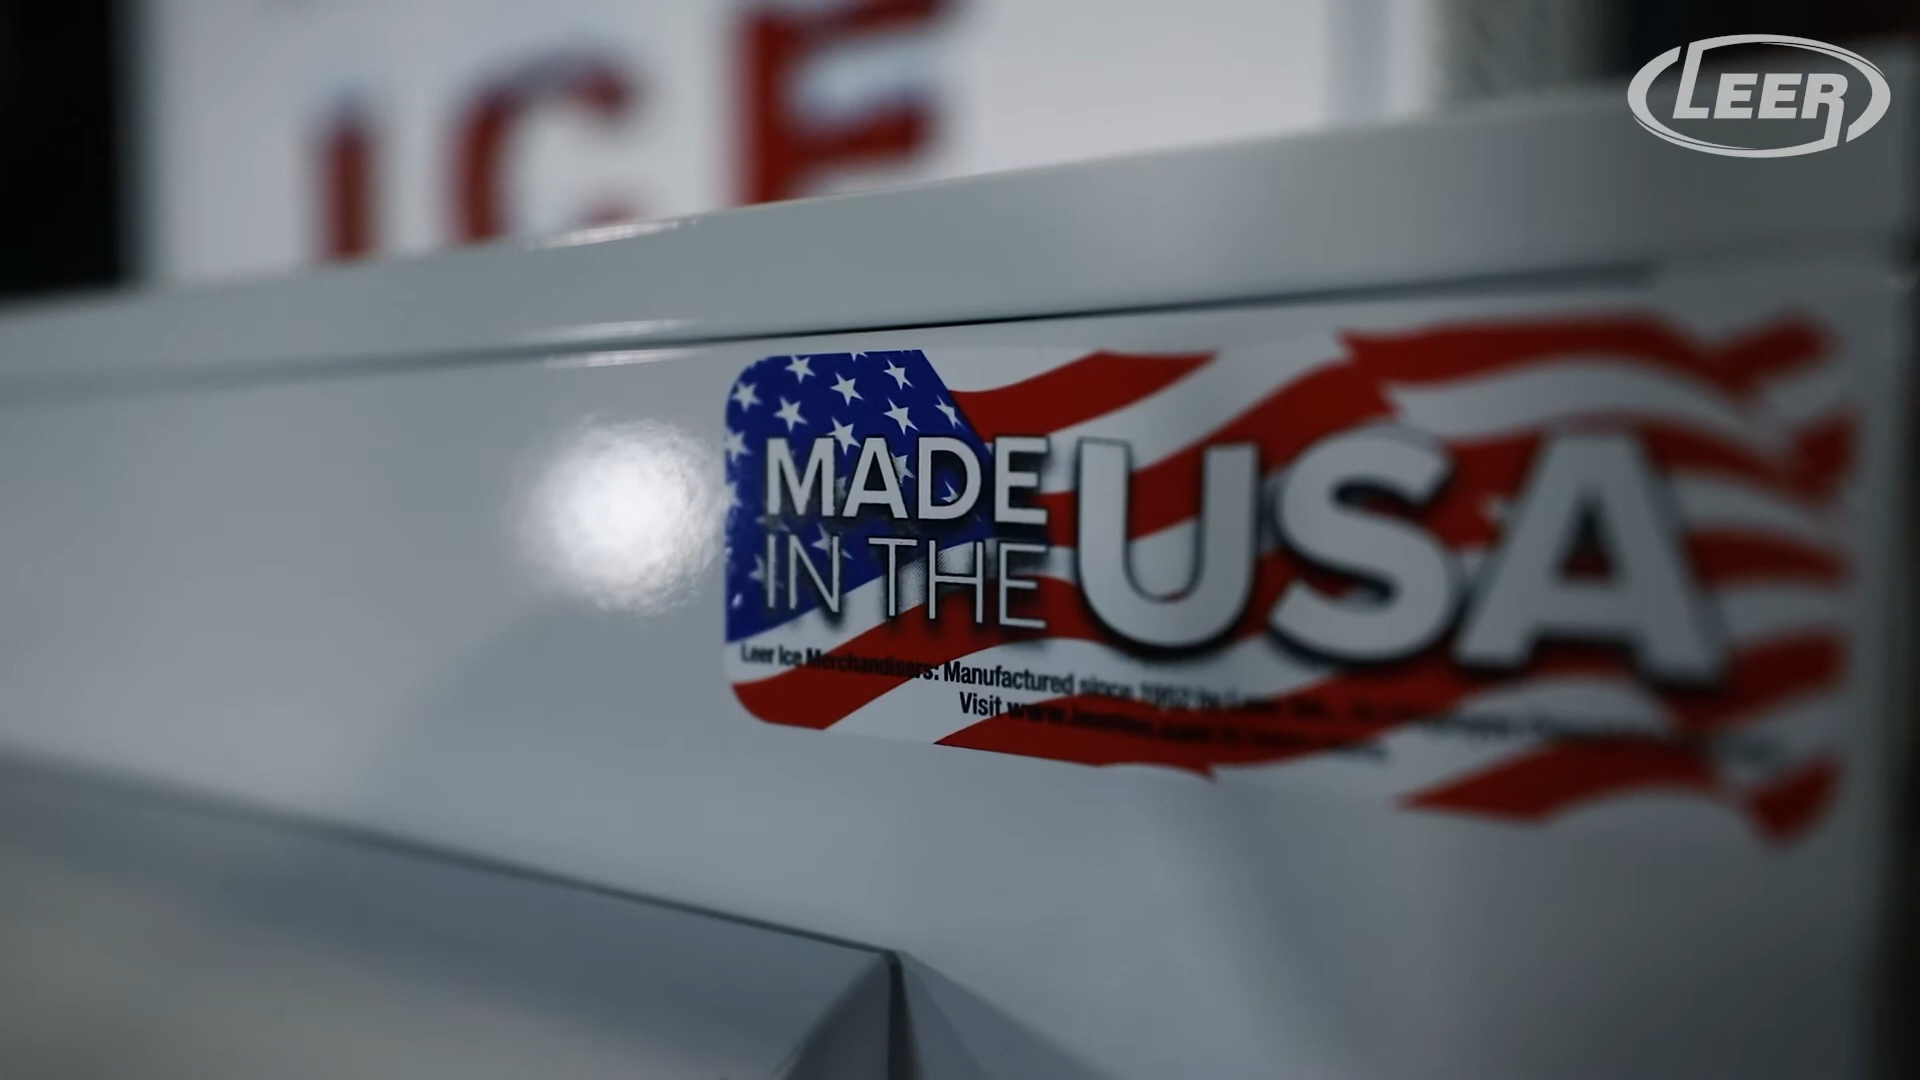 ICE
LEER
MADE
IN THE
USA
Leer Ice Merchandisers: Manufactured since
Visit